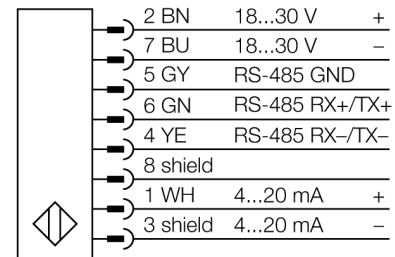 2 BN 18...30 V +
7 BU 18...30 V –
5 GY RS-485 GND
6 GN RS-485 RX+/TX+
4 YE RS-485 RX–/TX–
8 shield
1 WH 4...20 mA +
3 shield 4...20 mA –